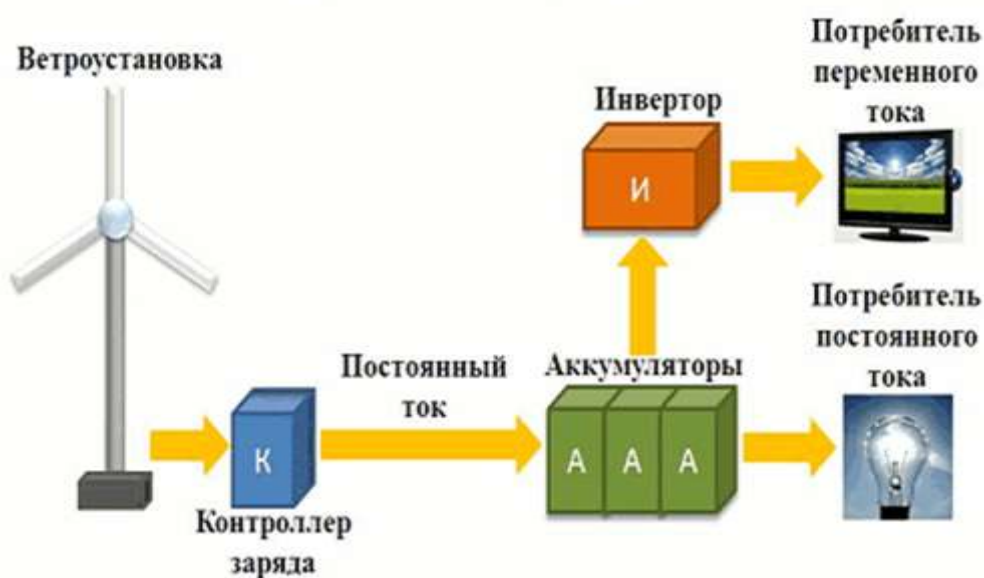 Ветроустановка
Инвертор
И
Потребитель
переменного
тока
Потребитель
постоянного
тока
Постоянный
ток
Аккумуляторы
А А А
К
Контроллер
заряда